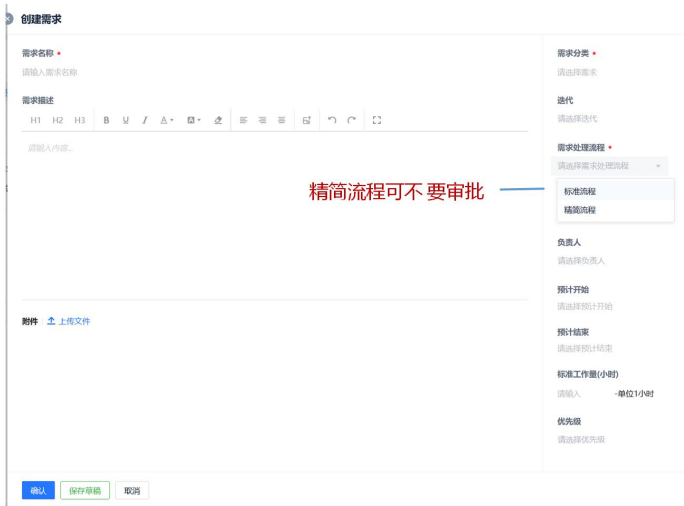 创建需求
需求名称 •
请输入需求名称
需求描述
H1 H2 H3 B U I A
请输入内容...
附件 上传文件
需求分类 •
请选择需求
迭代
请选择迭代
需求处理流程 •
请选择需求处理流程
标准流程
精简流程
精简流程可不 要审批
负责人
请选择负责人
预计开始
请选择预计开始
预计结束
请选择预计结束
标准工作量(小时)
请输入 -单位1小时
优先级
请选择优先级
确认 保存草稿 取消